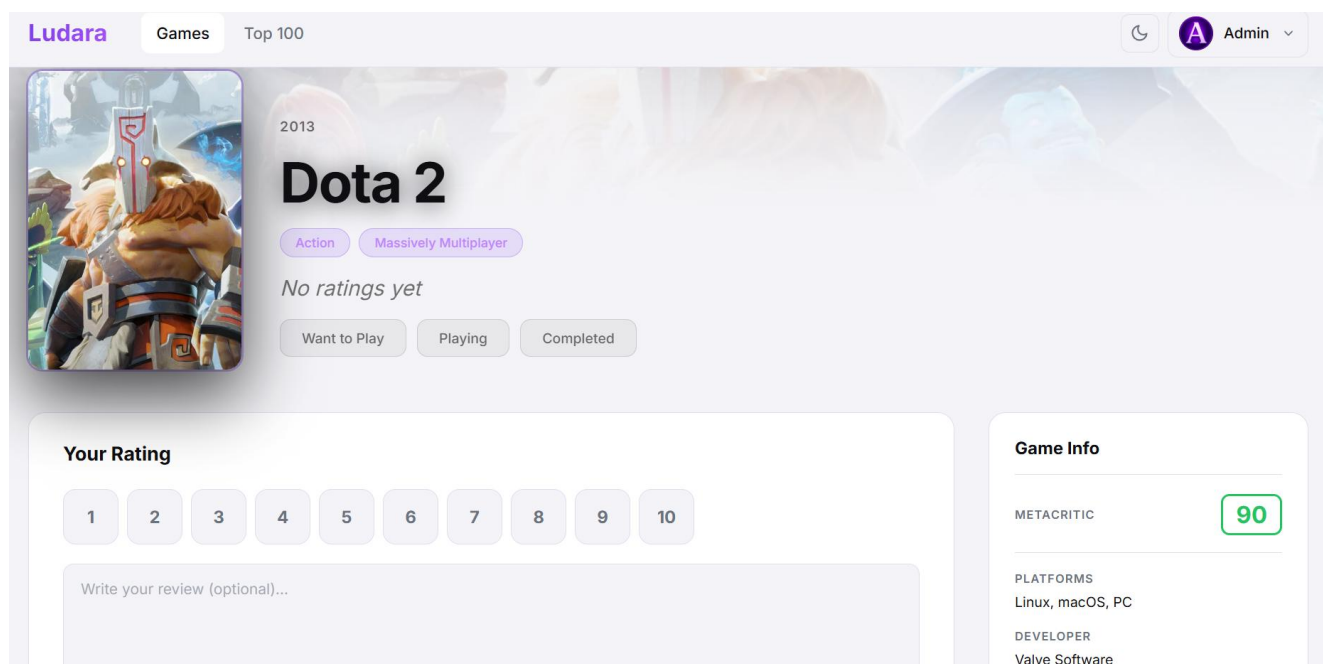 Ludara
Games
Top 100
A
Admin
2013
Dota 2
Action
Massively Multiplayer
No ratings yet
Want to Play
Playing
Completed
Your Rating
1 2 3 4 5 6 7 8 9 10
Write your review (optional)...
Game Info
METACRITIC
90
PLATFORMS
Linux, macOS, PC
DEVELOPER
Valve Software